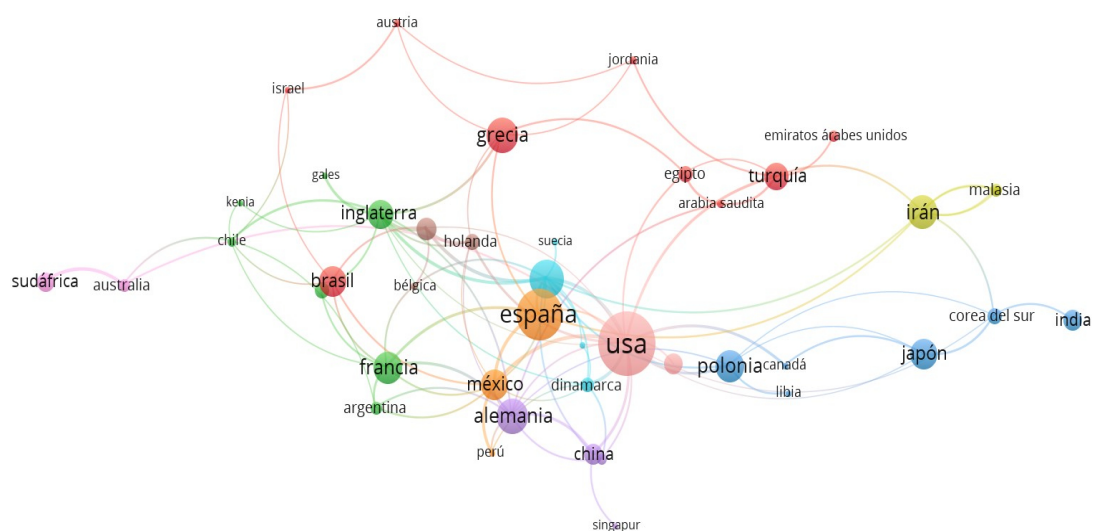 austria
jordania
israel
grecia
emiratos árabes unidos
egipto
turquía
gales
malasia
kenia
inglaterra
arabia saudita
irán
chile
holanda
suecia
sudáfrica
australia
brasil
bélgica
españa
corea del sur
india
usa
japón
francia
polonia
canadá
méxico
dinamarca
libia
argentina
alemania
perú
china
singapur